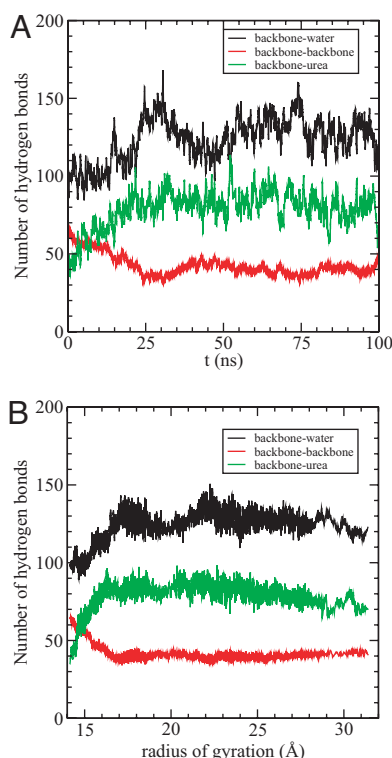 A
200
150
100
50
0
Number of hydrogen bonds
backbone-water
backbone-backbone
backbone-urea
0 25 50 75 100
t (ns)
B
200
150
100
50
0
Number of hydrogen bonds
backbone-water
backbone-backbone
backbone-urea
15 20 25 30
radius of gyration (Å)